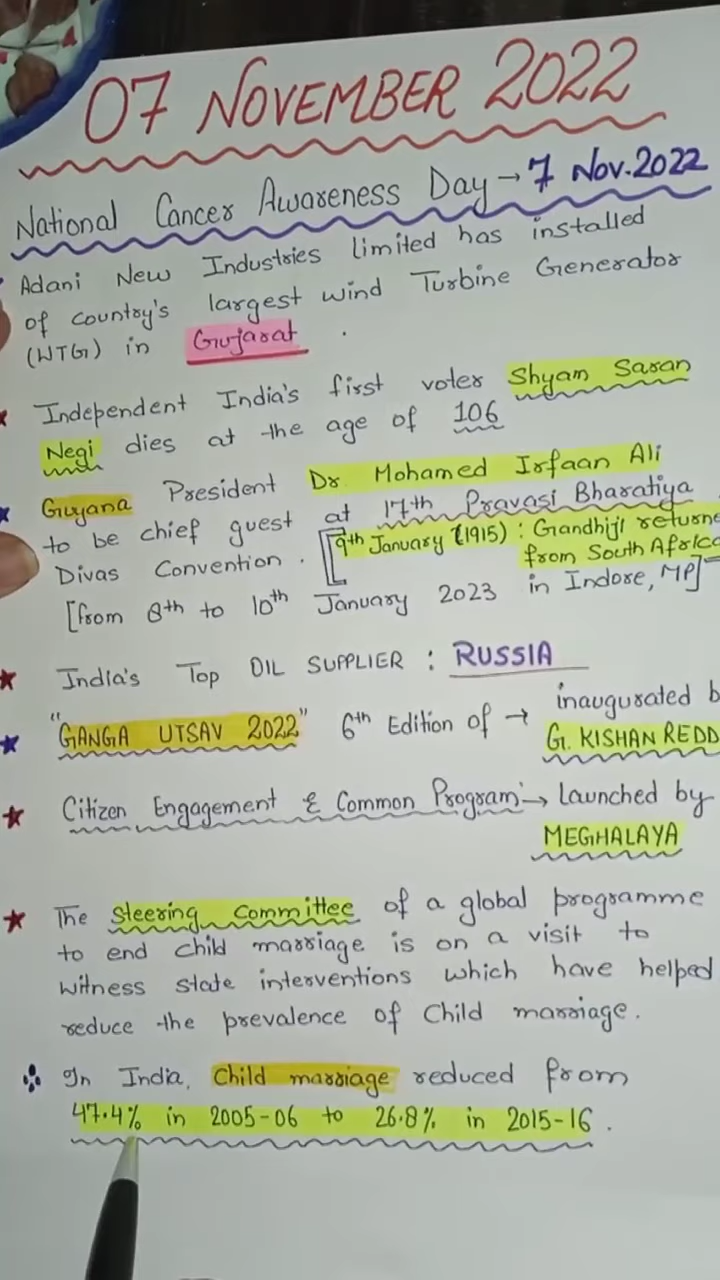 07 NOVEMBER 2022
National Cancer Awareness Day → 7 Nov.2022
Adani New Industries limited has installed
of country's largest wind Turbine Generator
(WTG) in Gujarat .
Independent India's first voter Shyam Saran
Negi dies at the age of 106
Guyana President Dr. Mohamed Irfaan Ali
to be chief guest at 17th Pravasi Bharatiya
Divas Convention . [9th January (1915) : Gandhiji returne
from South Africa]
[from 8th to 10th January 2023 in Indore, MP]
India's Top OIL SUPPLIER : RUSSIA
"GANGA UTSAV 2022" 6th Edition of → inaugurated b
G. KISHAN REDD
Citizen Engagement & Common Program → Launched by
MEGHALAYA
The Steering Committee of a global programme
to end child marriage is on a visit to
witness state interventions which have helped
reduce the prevalence of Child marriage.
In India, Child marriage reduced from
47.4% in 2005-06 to 26.8% in 2015-16 .